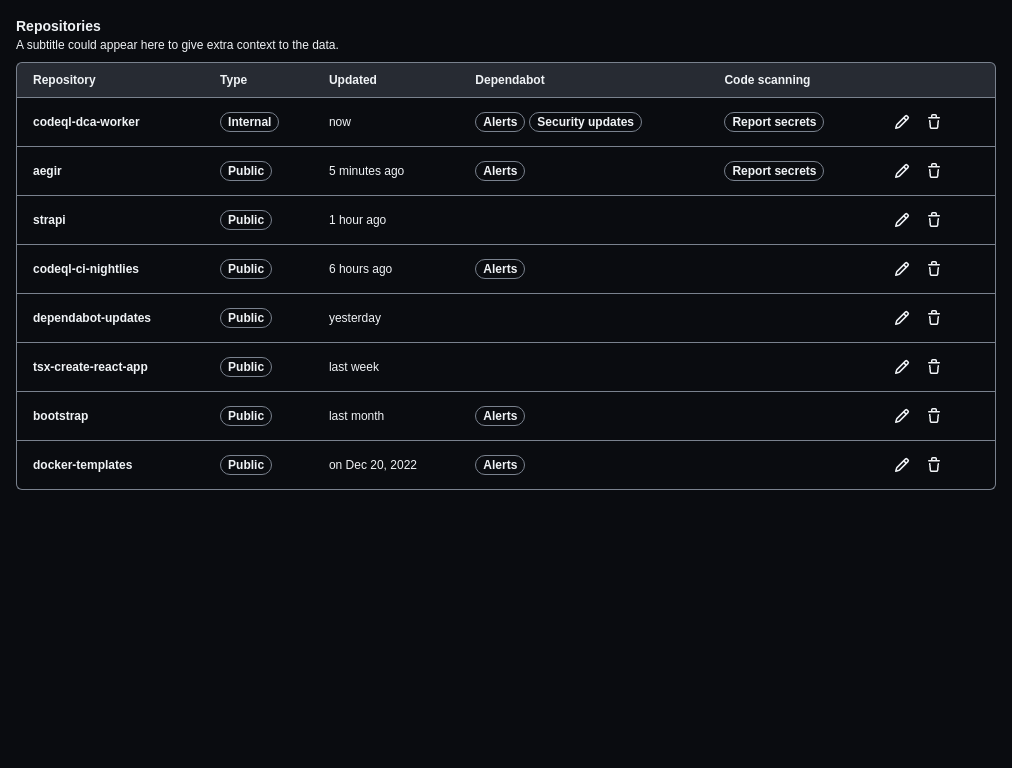 Repositories
A subtitle could appear here to give extra context to the data.
Repository Type Updated Dependabot Code scanning
codeql-dca-worker Internal now Alerts Security updates Report secrets
aegir Public 5 minutes ago Alerts Report secrets
strapi Public 1 hour ago
codeql-ci-nightlies Public 6 hours ago Alerts
dependabot-updates Public yesterday
tsx-create-react-app Public last week
bootstrap Public last month Alerts
docker-templates Public on Dec 20, 2022 Alerts